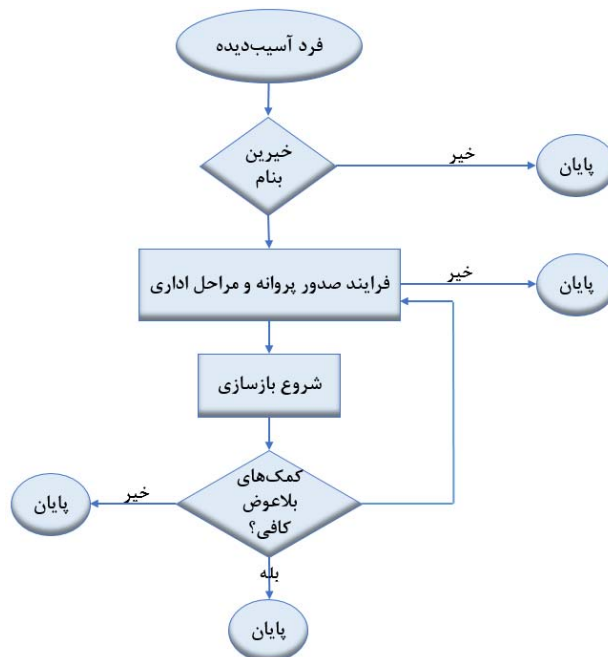 فرد آسیب‌دیده
خیرین
بنام
خیر
پایان
فرایند صدور پروانه و مراحل اداری
خیر
پایان
شروع بازسازی
کمک‌های
بلاعوض
کافی؟
خیر
پایان
بله
پایان